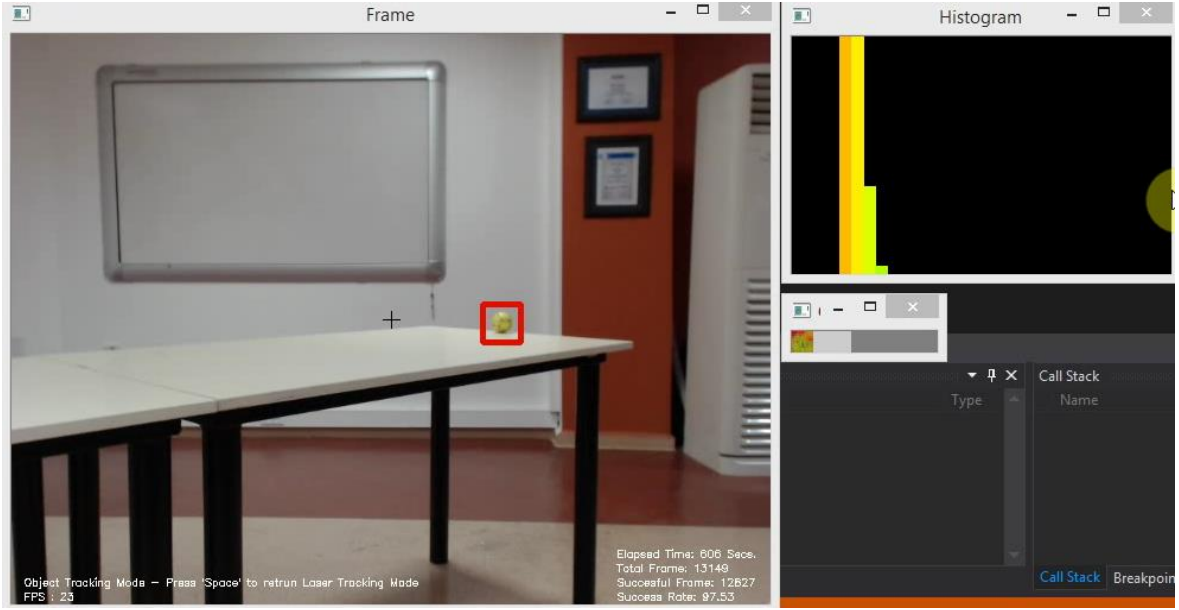 Frame
Histogram
Type
Call Stack
Name
Object Tracking Mode – Press 'Space' to retrun Laser Tracking Mode
FPS : 23
Elapsed Time: 606 Secs.
Total Frame: 13149
Succesful Frame: 12827
Success Rate: 97.53
Call Stack
Breakpoin